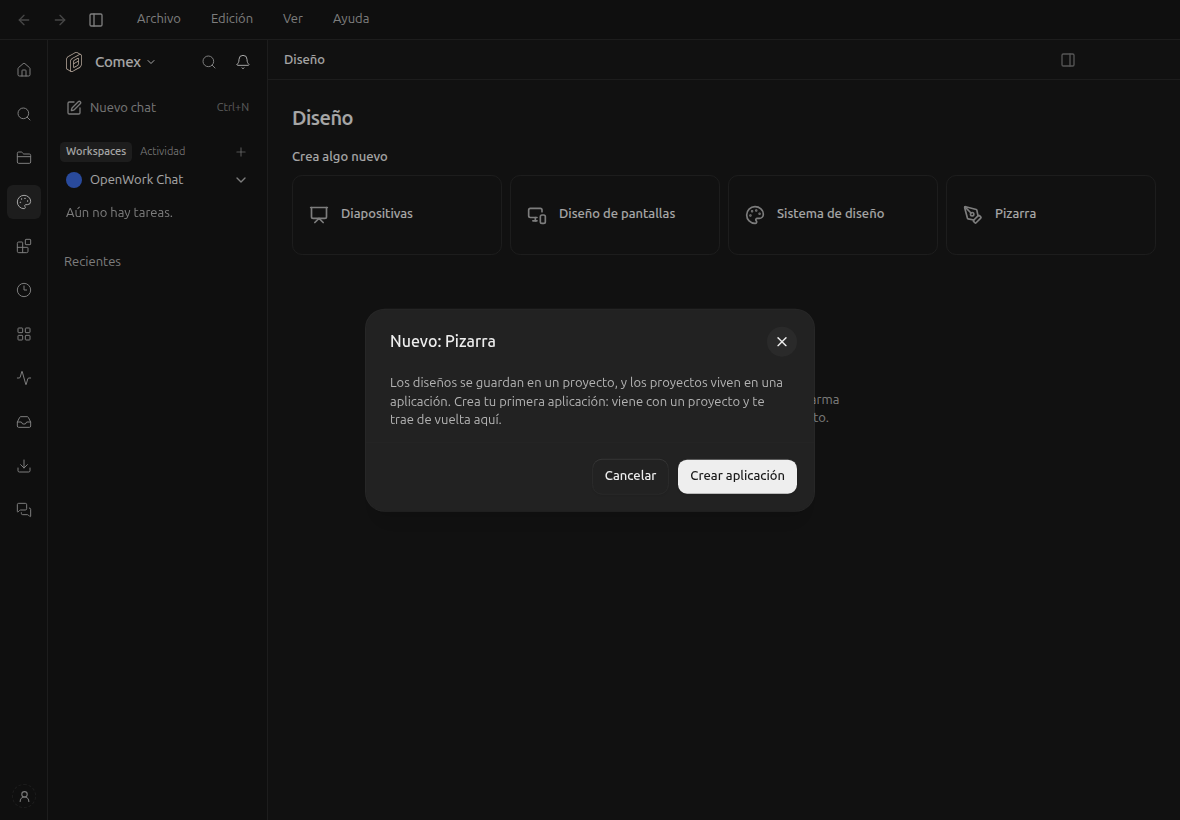 Archivo Edición Ver Ayuda
Comex
Diseño
Nuevo chat Ctrl+N
Workspaces Actividad
OpenWork Chat
Aún no hay tareas.
Recientes
Diseño
Crea algo nuevo
Diapositivas
Diseño de pantallas
Sistema de diseño
Pizarra
Nuevo: Pizarra
Los diseños se guardan en un proyecto, y los proyectos viven en una
aplicación. Crea tu primera aplicación: viene con un proyecto y te
trae de vuelta aquí.
Cancelar
Crear aplicación